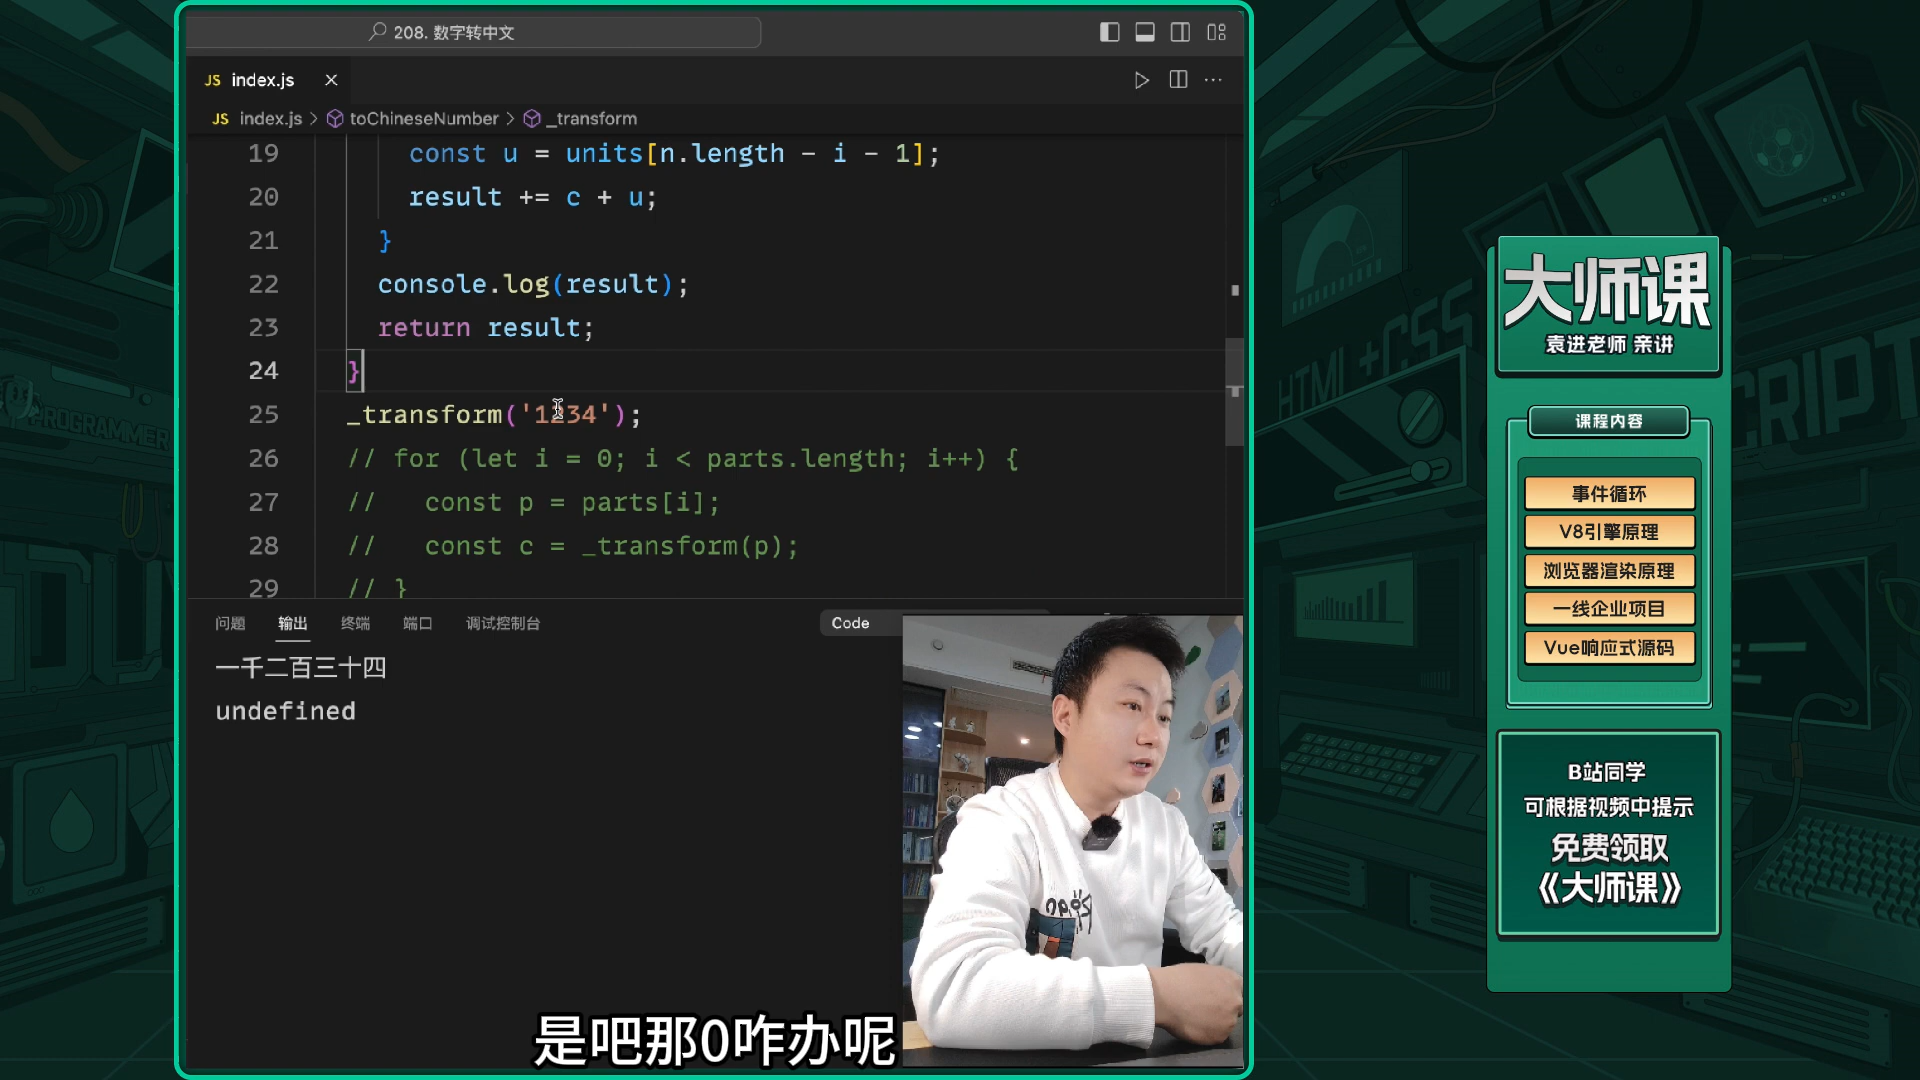 208. 数字转中文
JS index.js
JS index.js > toChineseNumber > _transform
19 const u = units[n.length - i - 1];
20 result += c + u;
21 }
22 console.log(result);
23 return result;
24 }
25 _transform('1234');
26 // for (let i = 0; i < parts.length; i++) {
27 //   const p = parts[i];
28 //   const c = _transform(p);
29 // }
问题 输出 终端 端口 调试控制台 Code
一千二百三十四
undefined
是吧那0咋办呢
大师课
袁进老师 亲讲
课程内容
事件循环
V8引擎原理
浏览器渲染原理
一线企业项目
Vue响应式源码
B站同学
可根据视频中提示
免费领取
《大师课》
PROGRAMMER
HTML+CSS